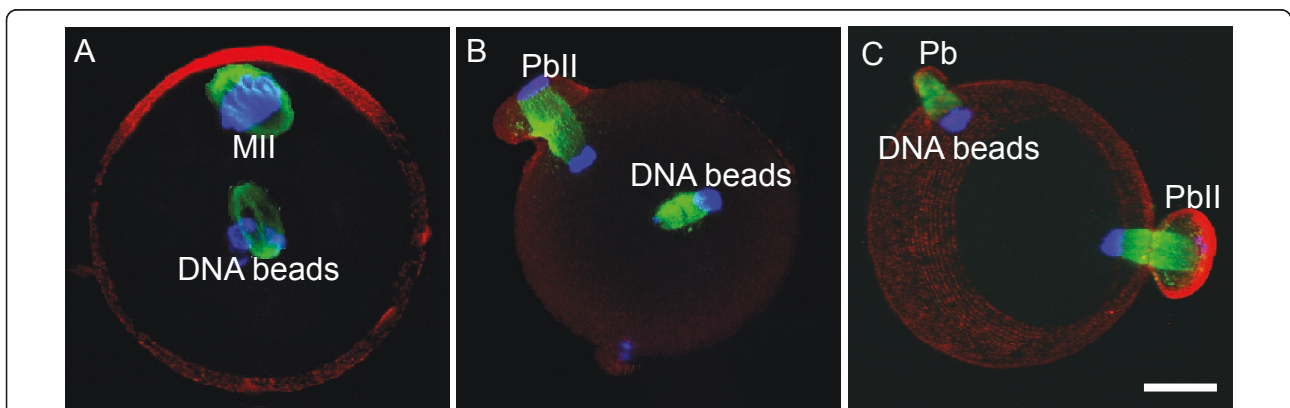 A
MII
DNA beads
B
PbII
DNA beads
C
Pb
DNA beads
PbII